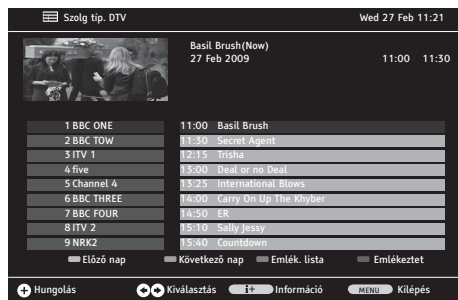 Szolg típ. DTV Wed 27 Feb 11:21
Basil Brush(Now)
27 Feb 2009 11:00 11:30
1 BBC ONE 11:00 Basil Brush
2 BBC TOW 11:30 Secret Agent
3 ITV 1 12:15 Trisha
4 five 13:00 Deal or no Deal
5 Channel 4 13:25 International Blows
6 BBC THREE 14:00 Carry On Up The Khyber
7 BBC FOUR 14:50 ER
8 ITV 2 15:10 Sally Jessy
9 NRK2 15:40 Countdown
Előző nap Következő nap Emlék. lista Emlékeztet
Hungolás Kiválasztás i+ Információ MENU Kilépés